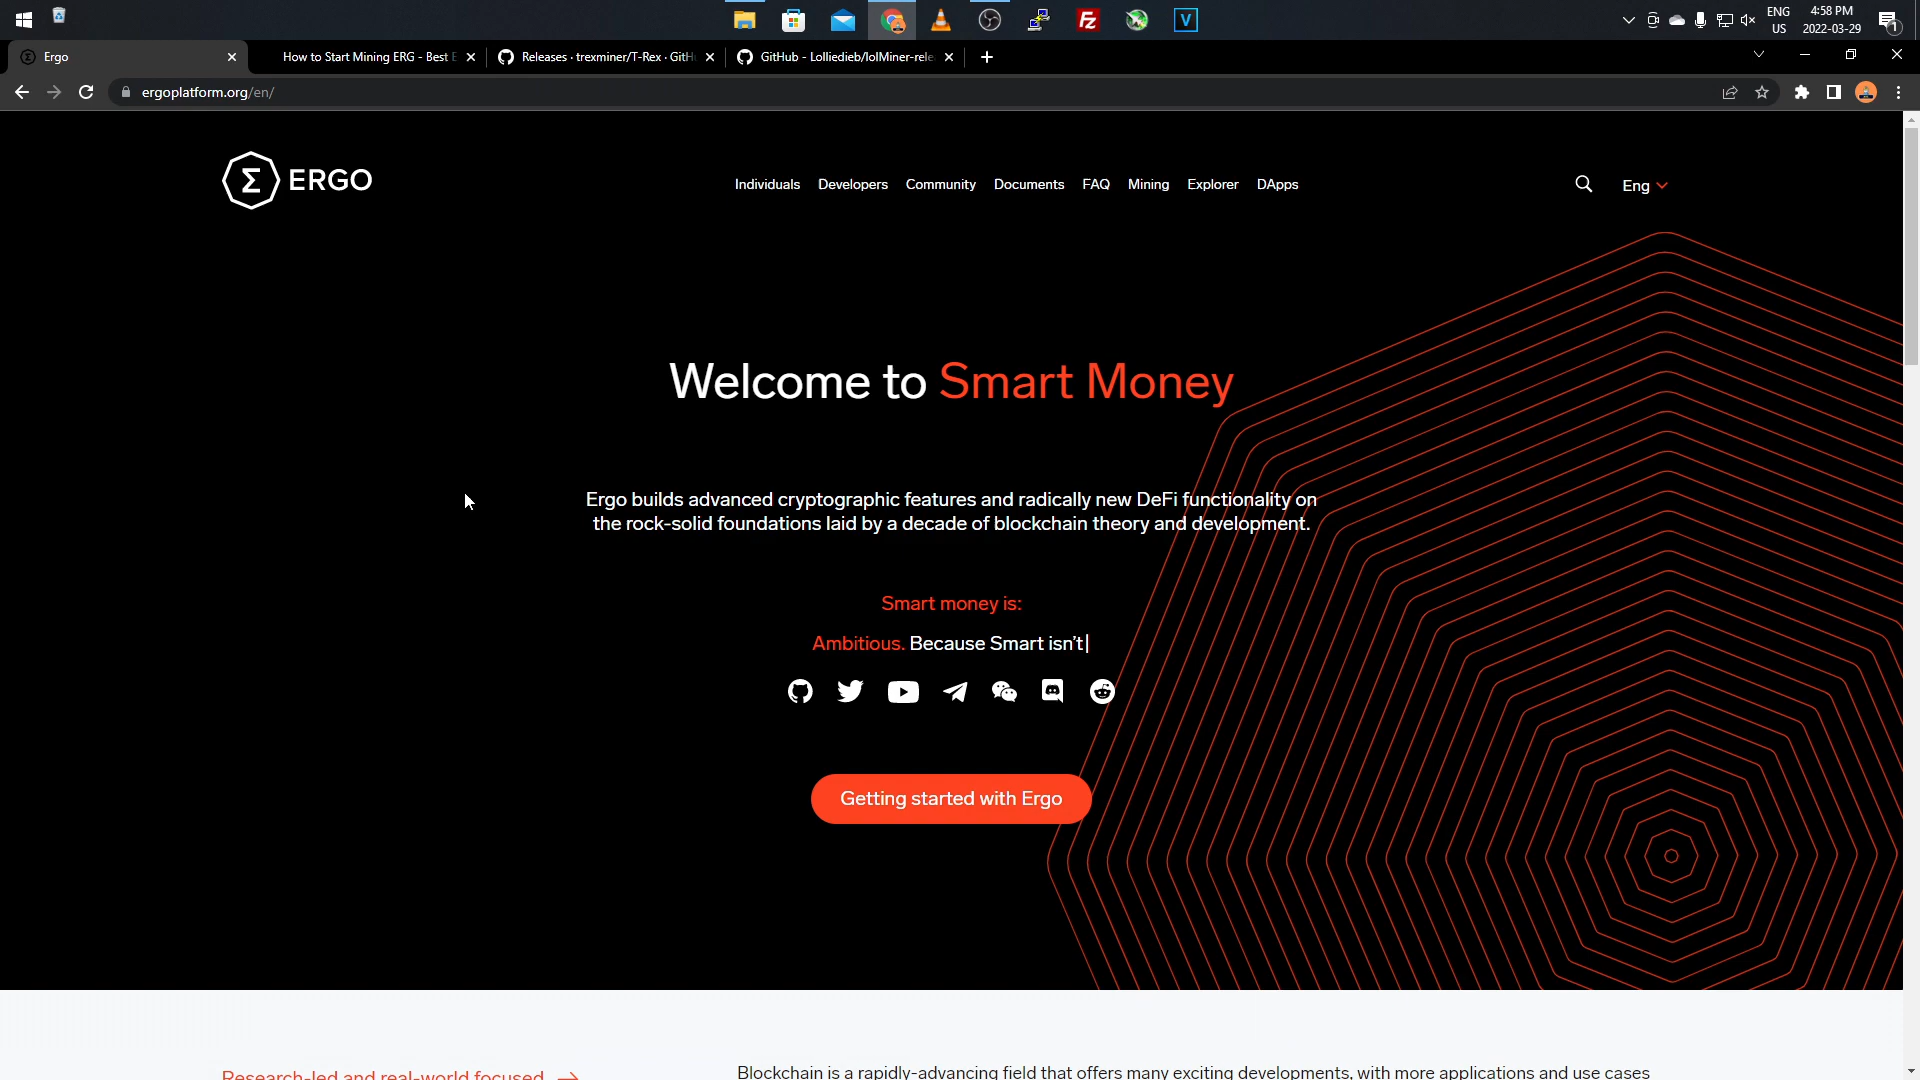 ENG
US
4:58 PM
2022-03-29
1
Ergo
How to Start Mining ERG - Best
Releases · trexminer/T-Rex · GitH
GitHub - Lolliedieb/lolMiner-rele
ergoplatform.org/en/
Σ ERGO
Individuals Developers Community Documents FAQ Mining Explorer DApps
Eng
Welcome to Smart Money
Ergo builds advanced cryptographic features and radically new DeFi functionality on
the rock-solid foundations laid by a decade of blockchain theory and development.
Smart money is:
Ambitious. Because Smart isn't|
Getting started with Ergo
Research-led and real-world focused
Blockchain is a rapidly-advancing field that offers many exciting developments, with more applications and use cases